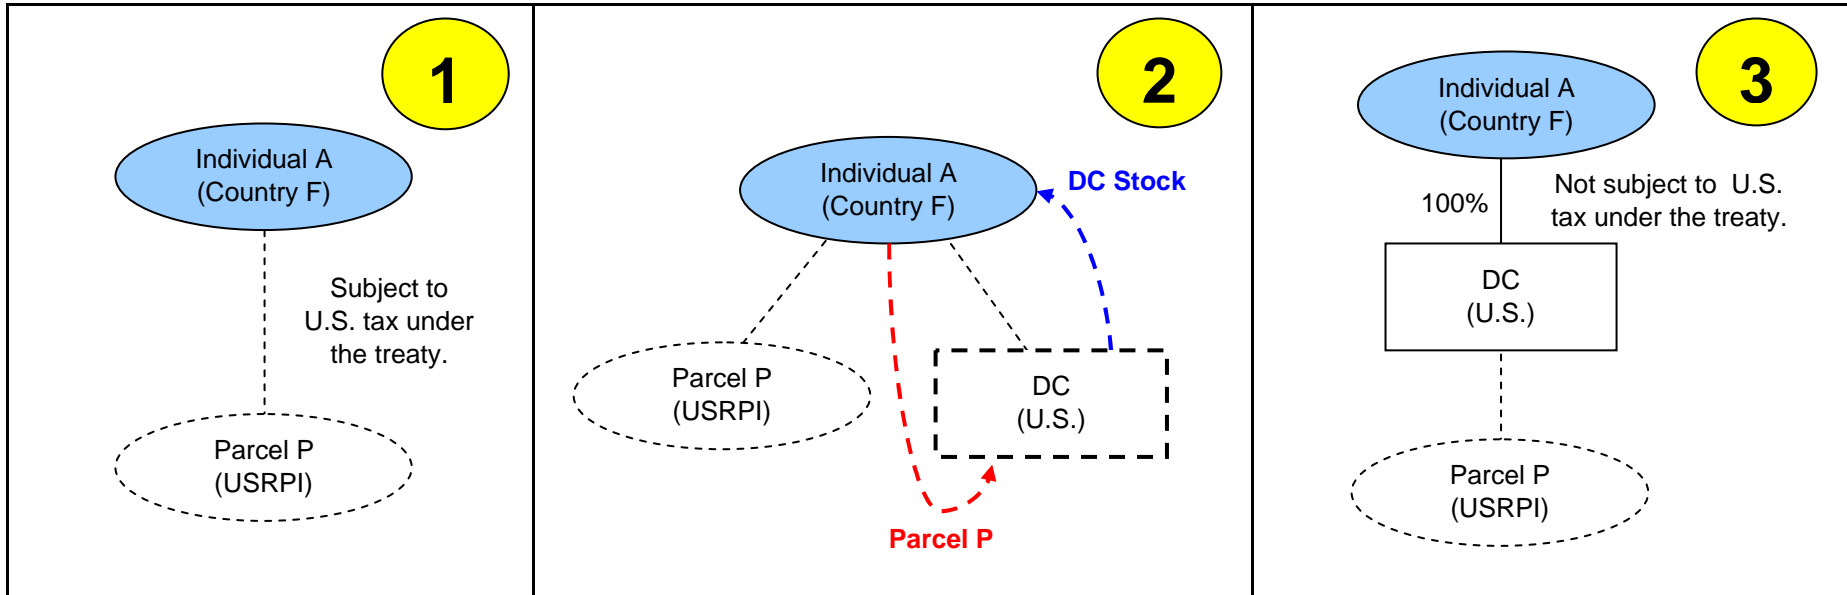 1
Individual A
(Country F)
Subject to
U.S. tax under
the treaty.
Parcel P
(USRPI)
2
Individual A
(Country F)
DC Stock
Parcel P
(USRPI)
DC
(U.S.)
Parcel P
3
Individual A
(Country F)
100%
Not subject to U.S.
tax under the treaty.
DC
(U.S.)
Parcel P
(USRPI)